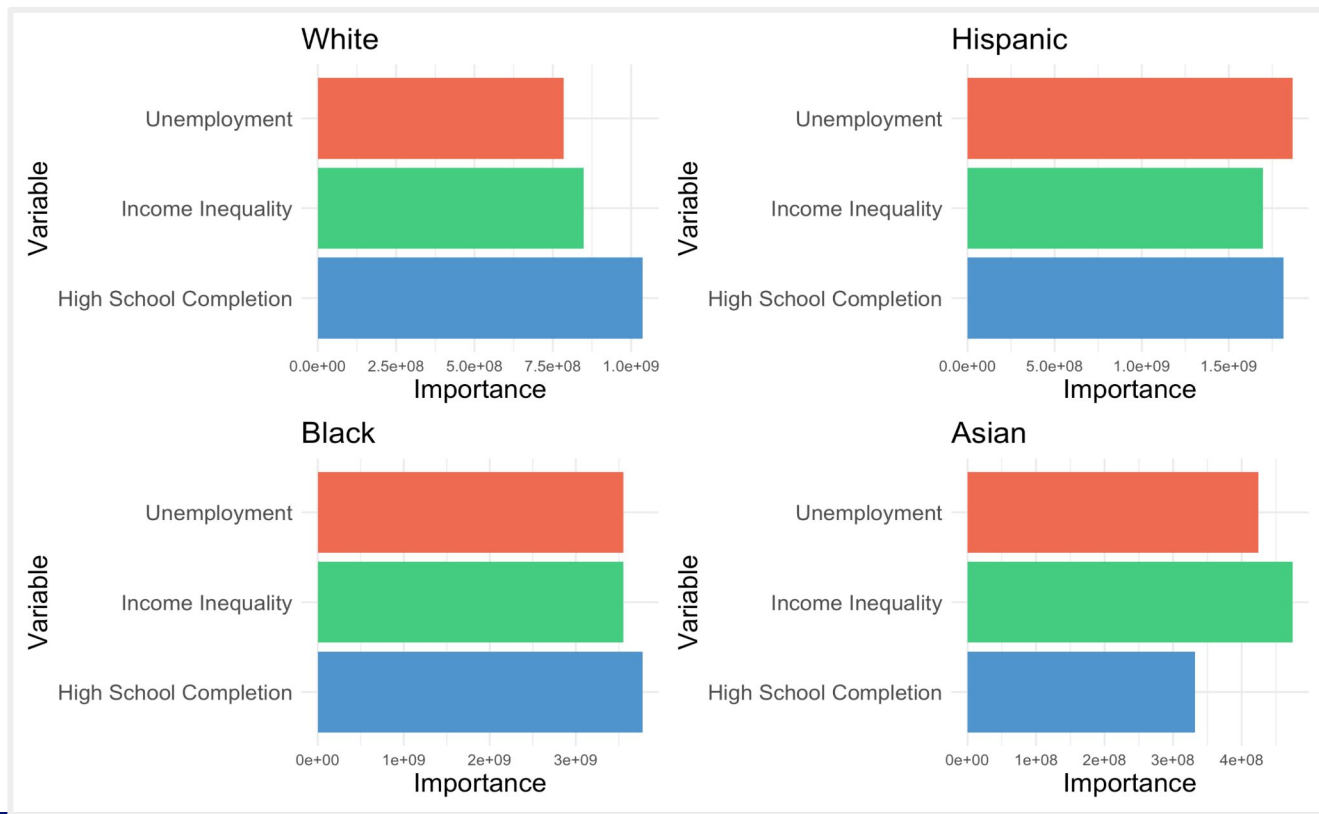 White
Variable
Unemployment
Income Inequality
High School Completion
0.0e+00 2.5e+08 5.0e+08 7.5e+08 1.0e+09
Importance
Hispanic
Variable
Unemployment
Income Inequality
High School Completion
0.0e+00 5.0e+08 1.0e+09 1.5e+09
Importance
Black
Variable
Unemployment
Income Inequality
High School Completion
0e+00 1e+09 2e+09 3e+09
Importance
Asian
Variable
Unemployment
Income Inequality
High School Completion
0e+00 1e+08 2e+08 3e+08 4e+08
Importance